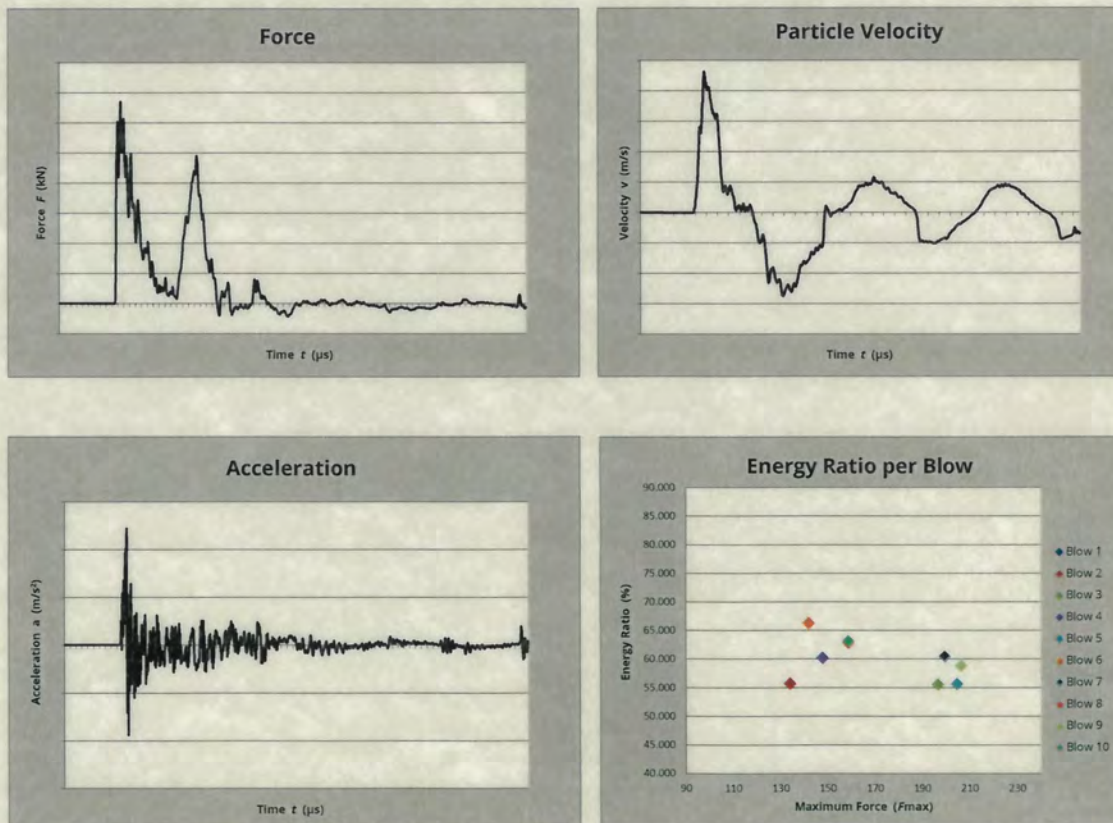 Force
Force F (kN)
Time t (µs)
Particle Velocity
Velocity v (m/s)
Time t (µs)
Acceleration
Acceleration a (m/s²)
Time t (µs)
Energy Ratio per Blow
Energy Ratio (%)
90.000
85.000
80.000
75.000
70.000
65.000
60.000
55.000
50.000
45.000
40.000
90
110
130
150
170
190
210
230
Maximum Force (Fmax)
Blow 1
Blow 2
Blow 3
Blow 4
Blow 5
Blow 6
Blow 7
Blow 8
Blow 9
Blow 10